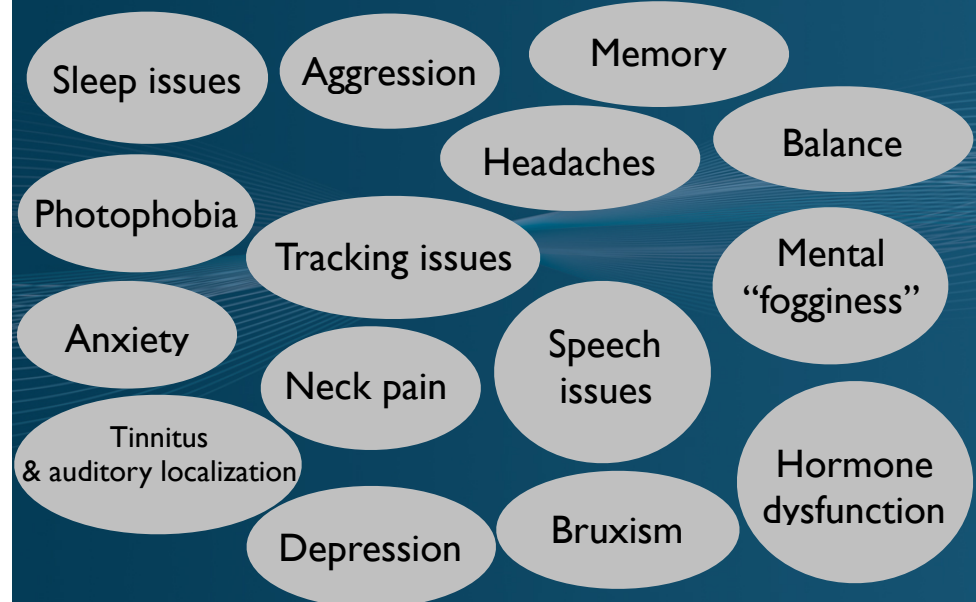 Sleep issues
Aggression
Memory
Headaches
Balance
Photophobia
Tracking issues
Mental
“fogginess”
Anxiety
Neck pain
Speech
issues
Tinnitus
& auditory localization
Hormone
dysfunction
Depression
Bruxism